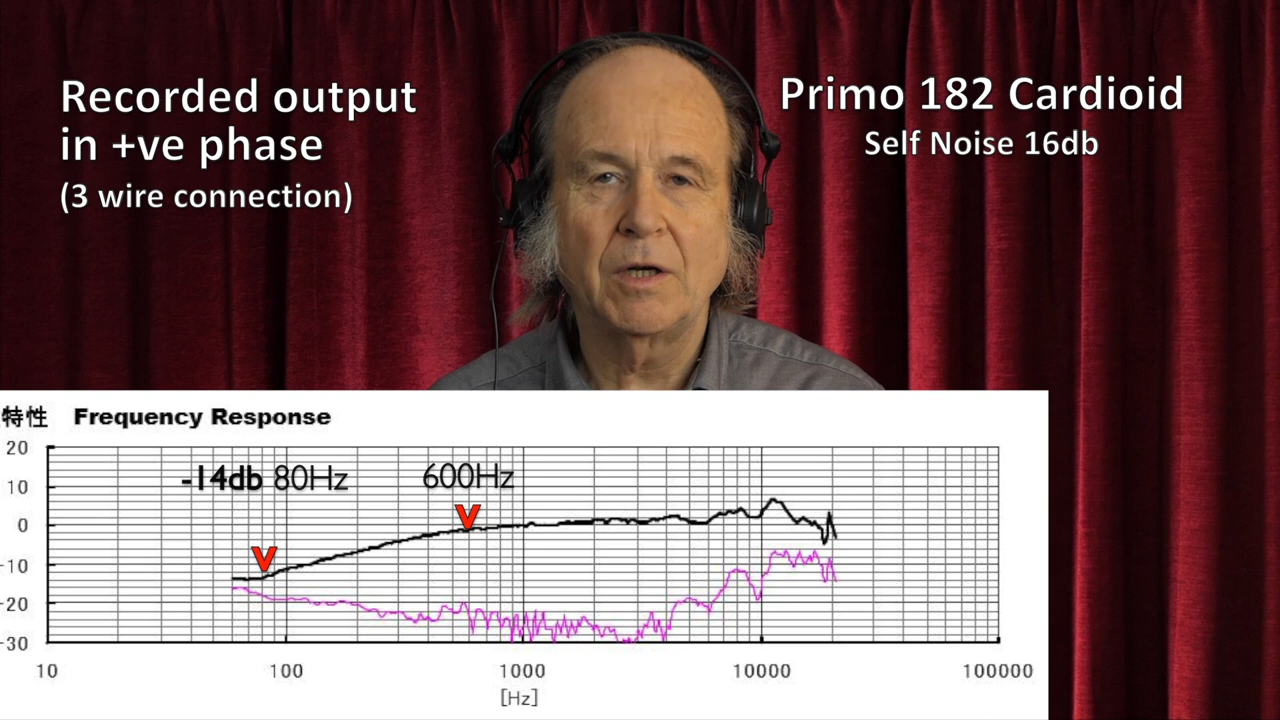 Recorded output
in +ve phase
(3 wire connection)
Primo 182 Cardioid
Self Noise 16db
特性 Frequency Response
-14db 80Hz
600Hz
V
V
20
10
0
-10
-20
-30
10 100 1000 10000 100000
[Hz]